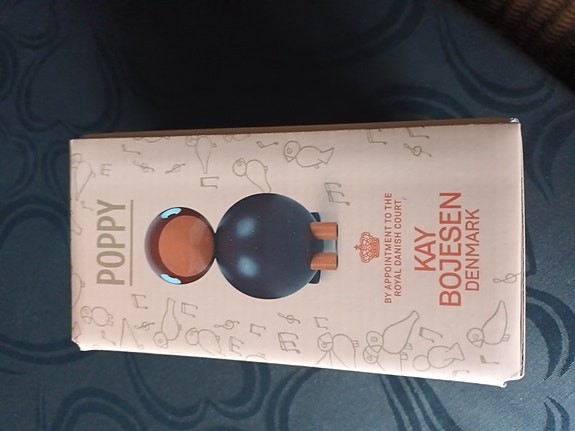 POPPY
BY APPOINTMENT TO THE
ROYAL DANISH COURT
KAY
BOJESEN
DENMARK